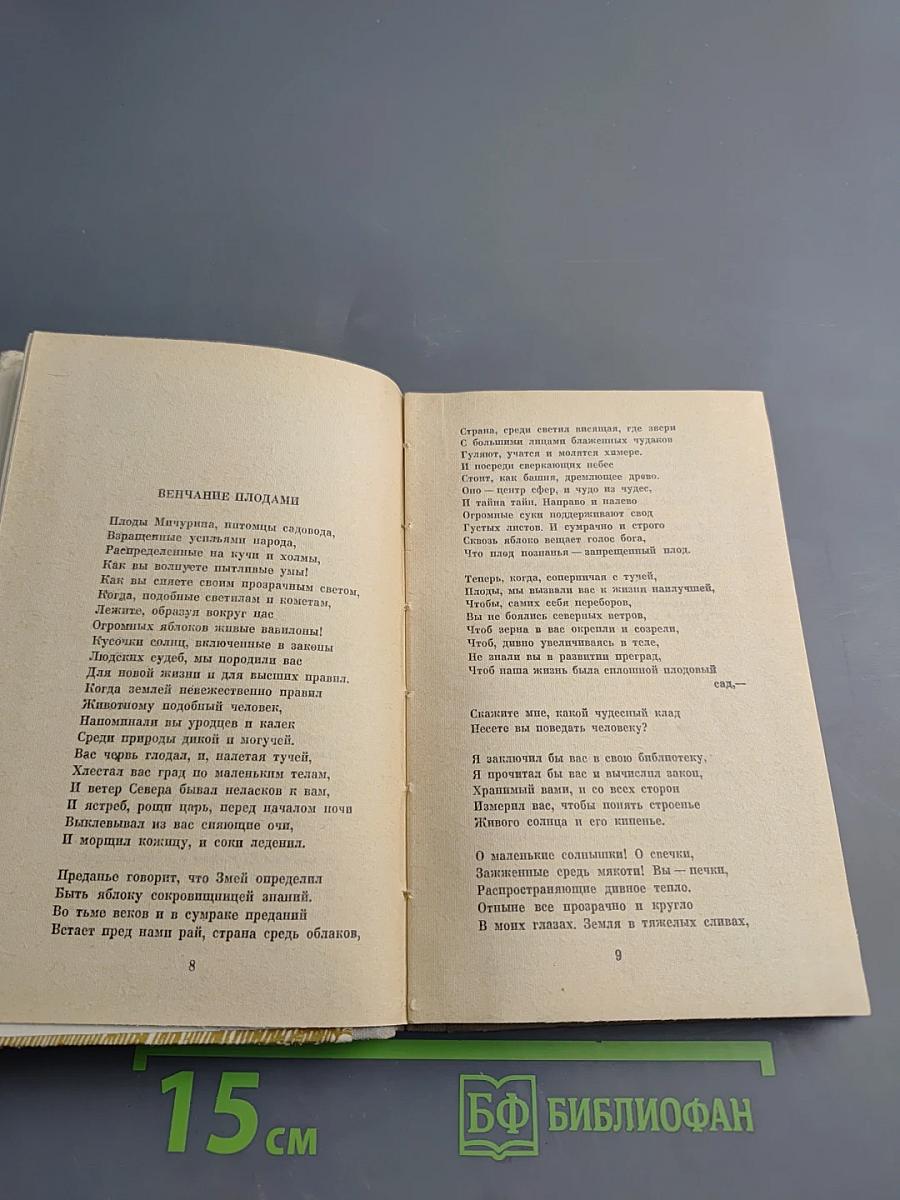 ВЕНЧАНИЕ ПЛОДАМИ
Плоды Мичурина, питомцы садовода,
Взращенные усильями народа,
Распределенные на кучи и холмы,
Как вы волнуете пытливые умы!
Как вы сияете своим прозрачным светом,
Когда, подобные светилам и кометам,
Лежите, образуя вокруг нас
Огромных яблоков живые вавилоны!
Кусочки солнц, включенные в законы
Людских судеб, мы породили вас
Для новой жизни и для высших правил.
Когда землей невежественно правил
Животному подобный человек,
Напоминали вы уродцев и калек
Среди природы дикой и могучей.
Вас червь глодал, и, налетая тучей,
Хлестал вас град по маленьким телам,
И ветер Севера бывал неласков к вам,
И ястреб, рощи царь, перед началом ночи
Выклевывал из вас сияющие очи,
И морщил кожицу, и соки леденил.
Преданье говорит, что Змей определил
Быть яблоку сокровищницей знаний.
Во тьме веков и в сумраке преданий
Встает пред нами рай, страна средь облаков,
8
Страна, среди светил висящая, где звери
С большими лицами блаженных чудаков
Гуляют, учатся и молятся химере.
И посреди сверкающих небес
Стоит, как башня, дремлющее древо.
Оно — центр сфер, и чудо из чудес,
И тайна тайн. Направо и налево
Огромные суки поддерживают свод
Густых листов. И сумрачно и строго
Сквозь яблоко вещает голос бога,
Что плод познанья — запрещенный плод.
Теперь, когда, соперничая с тучей,
Плоды, мы вызвали вас к жизни наилучшей,
Чтобы, самих себя переборов,
Вы не боялись северных ветров,
Чтоб зерна в вас окрепли и созрели,
Чтоб, дивно увеличиваясь в теле,
Не знали вы в развитии преград,
Чтоб наша жизнь была сплошной плодовый
сад,—
Скажите мне, какой чудесный клад
Несете вы поведать человеку?
Я заключил бы вас в свою библиотеку,
Я прочитал бы вас и вычислил закон,
Хранимый вами, и со всех сторон
Измерил вас, чтобы понять строенье
Живого солнца и его кипенье.
О маленькие солнышки! О свечки,
Зажженные средь мякоти! Вы — печки,
Распространяющие дивное тепло.
Отныне все прозрачно и кругло
В моих глазах. Земля в тяжелых сливах,
9
15 см
БФ БИБЛИОФАН